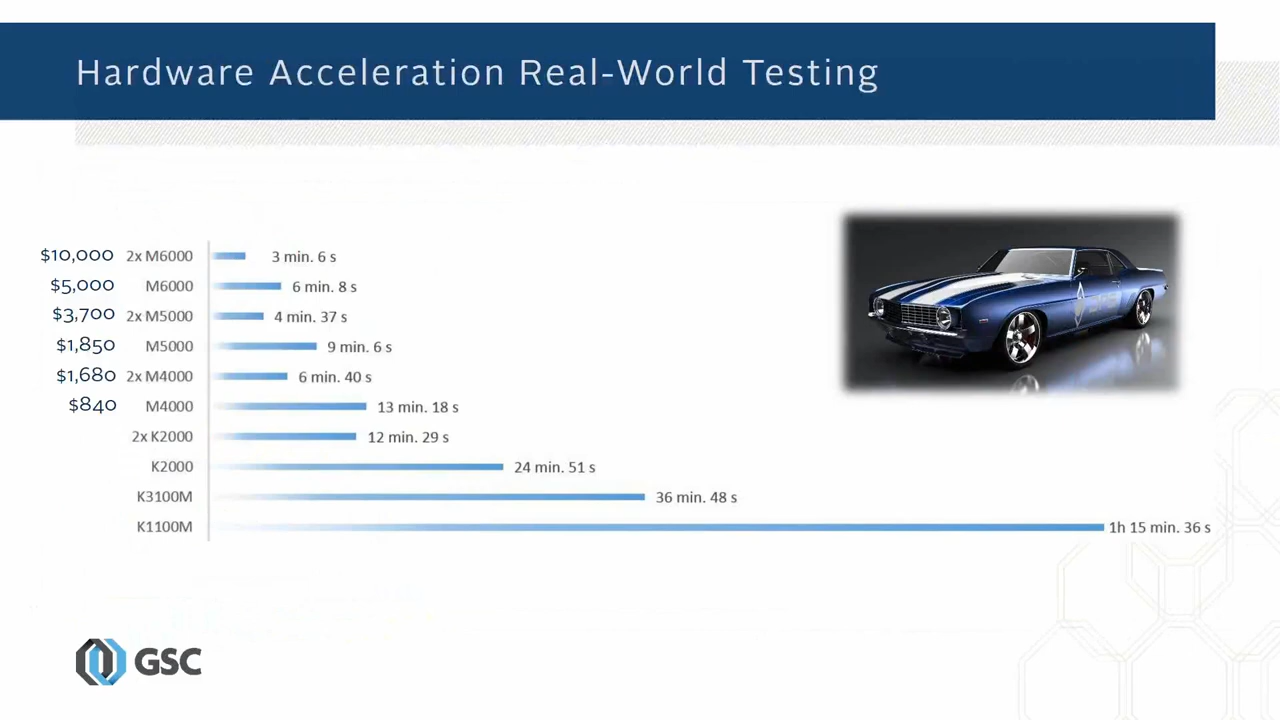 Hardware Acceleration Real-World Testing
$10,000 2x M6000 3 min. 6 s
$5,000 M6000 6 min. 8 s
$3,700 2x M5000 4 min. 37 s
$1,850 M5000 9 min. 6 s
$1,680 2x M4000 6 min. 40 s
$840 M4000 13 min. 18 s
2x K2000 12 min. 29 s
K2000 24 min. 51 s
K3100M 36 min. 48 s
K1100M 1h 15 min. 36 s
GSC